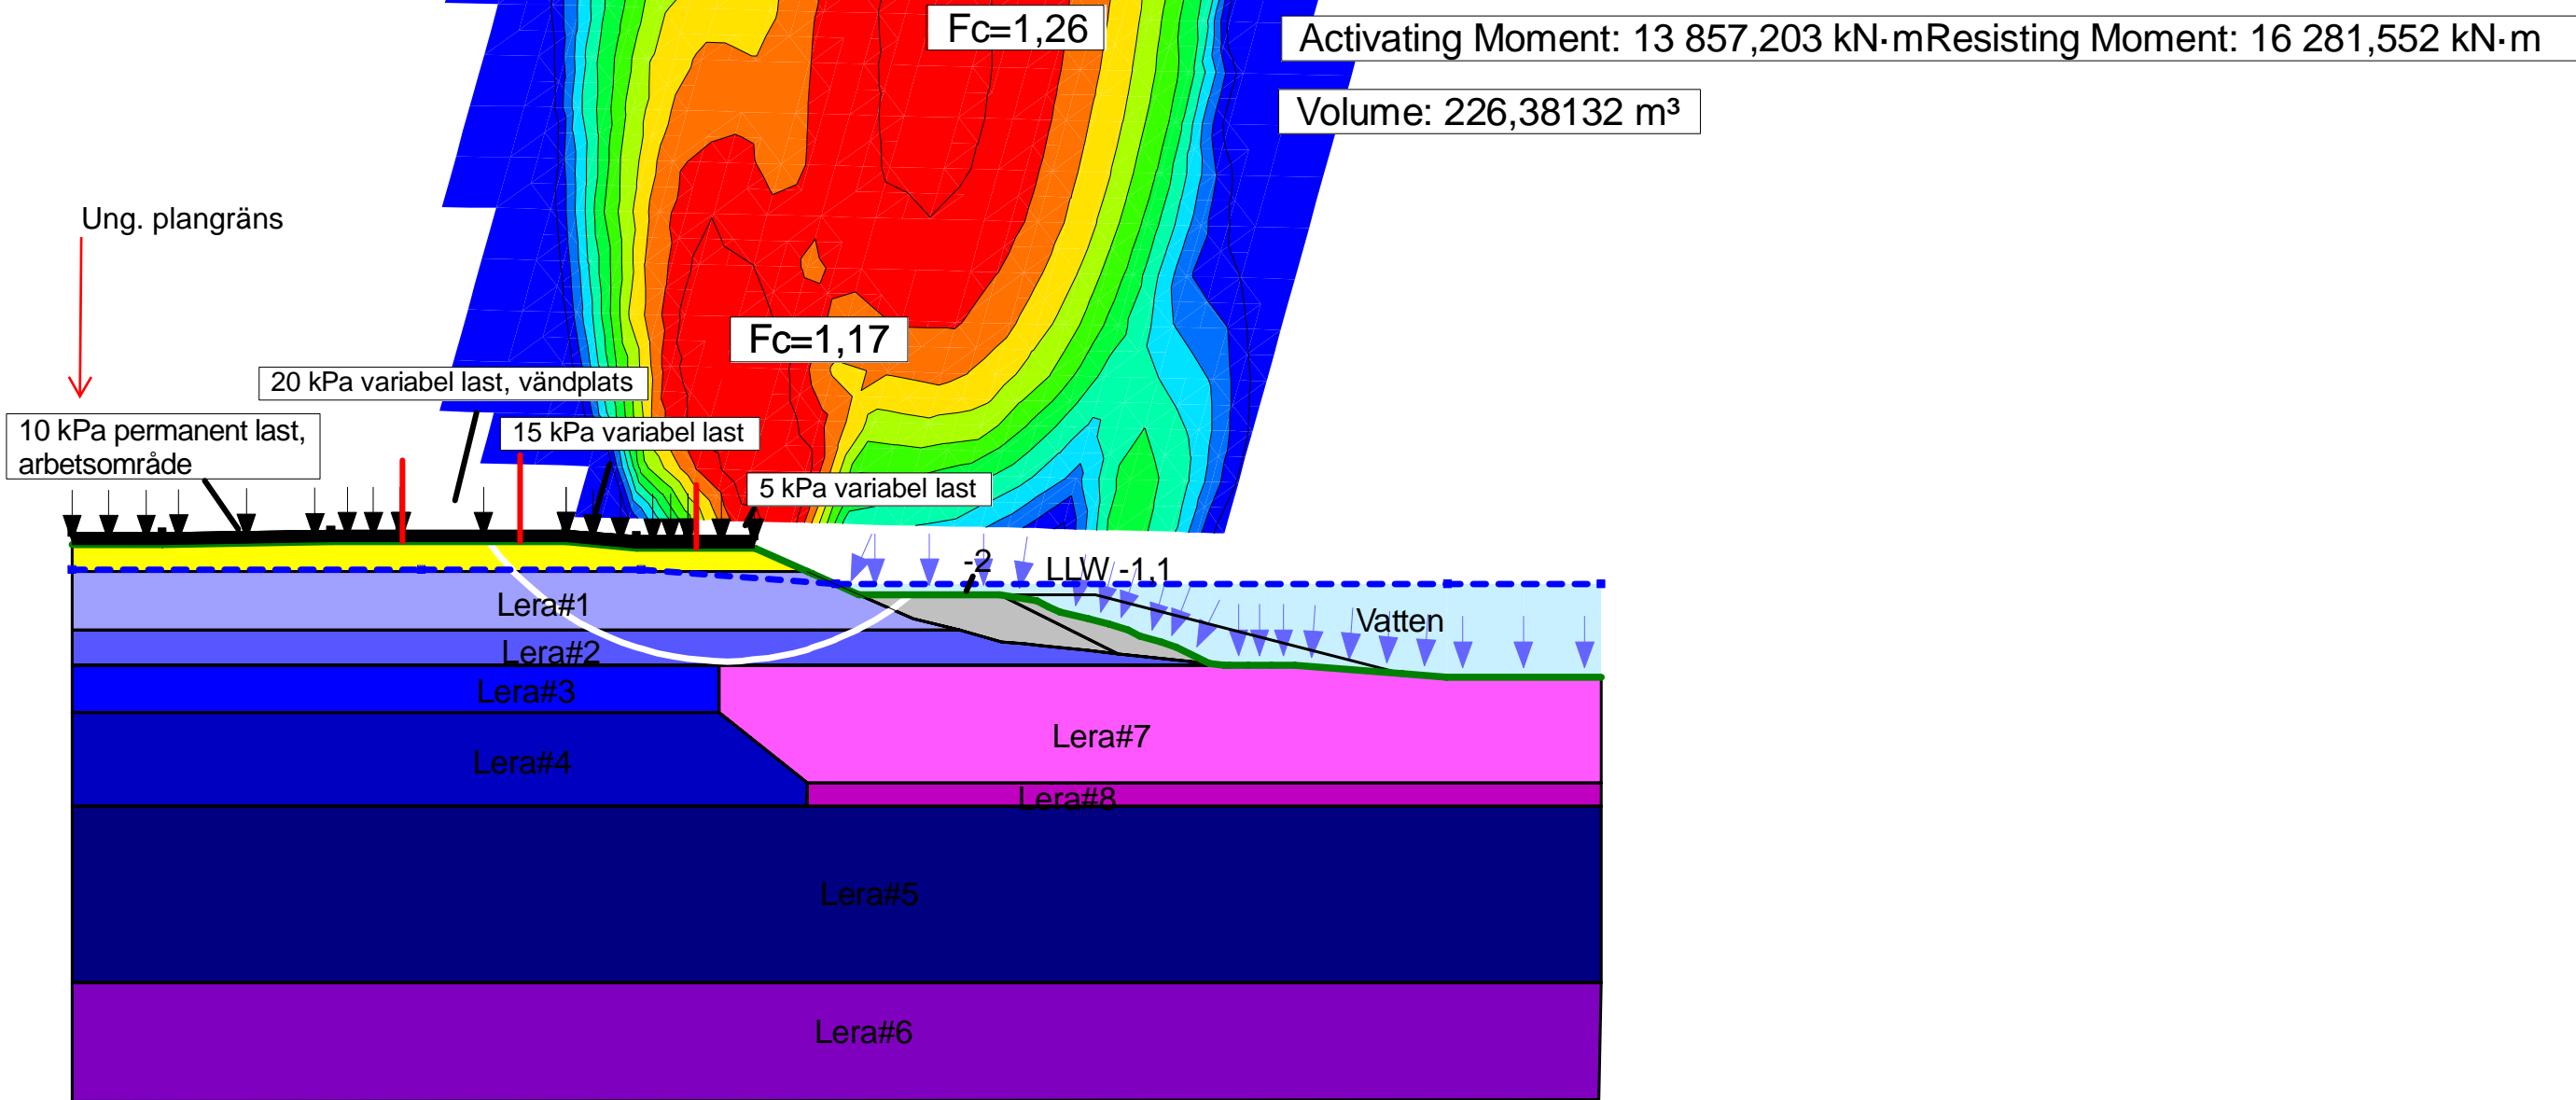 Fc=1,26
Activating Moment: 13 857,203 kN·mResisting Moment: 16 281,552 kN·m
Volume: 226,38132 m³
Ung. plangräns
Fc=1,17
20 kPa variabel last, vändplats
10 kPa permanent last,
arbetsområde
15 kPa variabel last
5 kPa variabel last
-2
LLW -1,1
Lera#1
Vatten
Lera#2
Lera#3
Lera#7
Lera#4
Lera#8
Lera#5
Lera#6